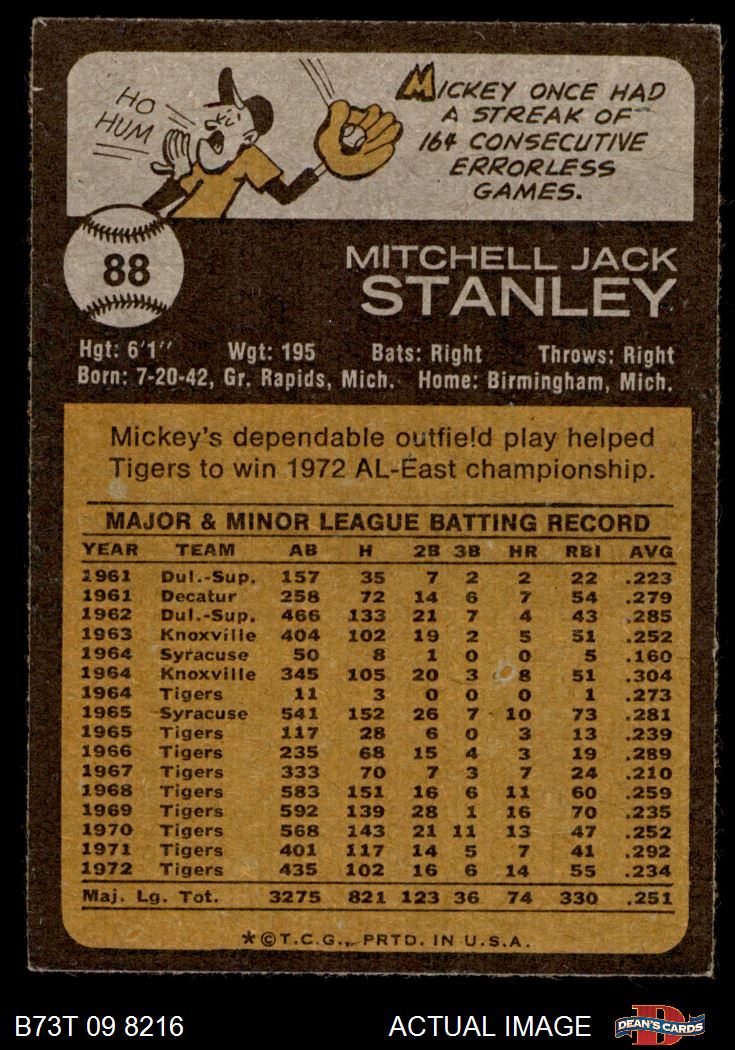 HO
HUM
MICKEY ONCE HAD
A STREAK OF
164 CONSECUTIVE
ERRORLESS
GAMES.
88
MITCHELL JACK
STANLEY
Hgt: 6'1" Wgt: 195 Bats: Right Throws: Right
Born: 7-20-42, Gr. Rapids, Mich. Home: Birmingham, Mich.
Mickey's dependable outfield play helped
Tigers to win 1972 AL-East championship.
MAJOR & MINOR LEAGUE BATTING RECORD
YEAR TEAM AB H 2B 3B HR RBI AVG
1961 Dul.-Sup. 157 35 7 2 2 22 .223
1961 Decatur 258 72 14 6 7 54 .279
1962 Dul.-Sup. 466 133 21 7 4 43 .285
1963 Knoxville 404 102 19 2 5 51 .252
1964 Syracuse 50 8 1 0 0 5 .160
1964 Knoxville 345 105 20 3 8 51 .304
1964 Tigers 11 3 0 0 0 1 .273
1965 Syracuse 541 152 26 7 10 73 .281
1965 Tigers 117 28 6 0 3 13 .239
1966 Tigers 235 68 15 4 3 19 .289
1967 Tigers 333 70 7 3 7 24 .210
1968 Tigers 583 151 16 6 11 60 .259
1969 Tigers 592 139 28 1 16 70 .235
1970 Tigers 568 143 21 11 13 47 .252
1971 Tigers 401 117 14 5 7 41 .292
1972 Tigers 435 102 16 6 14 55 .234
Maj. Lg. Tot. 3275 821 123 36 74 330 .251
*©T.C.G., PRTD. IN U.S.A.
B73T 09 8216 ACTUAL IMAGE D DEAN'S CARDS